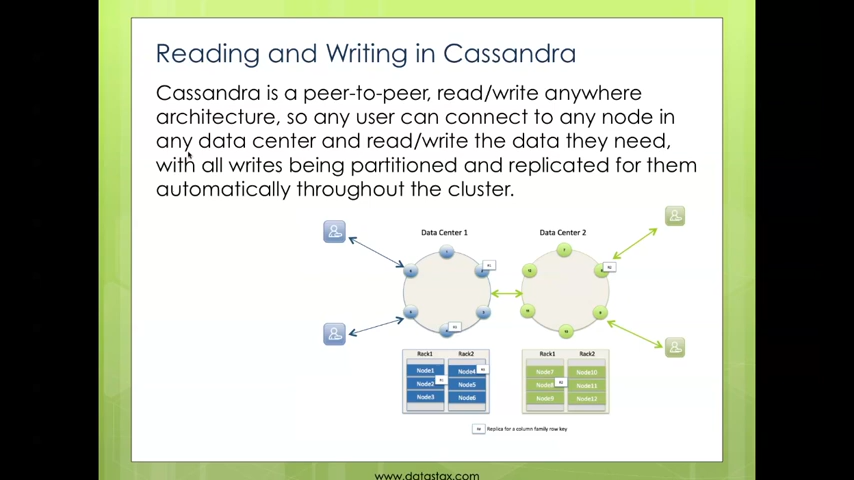 Reading and Writing in Cassandra
Cassandra is a peer-to-peer, read/write anywhere
architecture, so any user can connect to any node in
any data center and read/write the data they need,
with all writes being partitioned and replicated for them
automatically throughout the cluster.
Data Center 1
Data Center 2
Rack1
Rack2
Node1
Node4
Node2
Node5
Node3
Node6
Rack1
Rack2
Node7
Node10
Node8
Node11
Node9
Node12
Replica for a column family row key
www.datastax.com